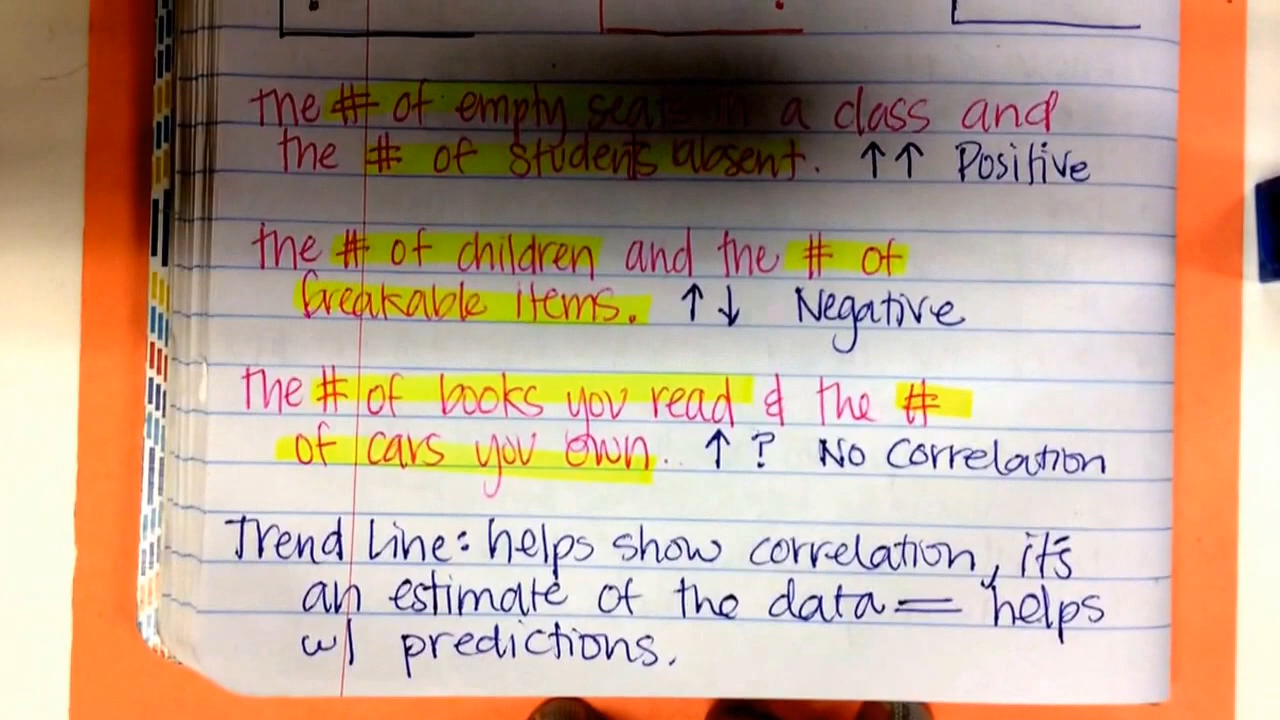 the # of empty seats in a class and
the # of students absent. ↑↑ Positive
the # of children and the # of
breakable items. ↑↓ Negative
the # of books you read & the #
of cars you own. ↑ ? No Correlation
Trend Line: helps show correlation, it's
an estimate of the data = helps
w/ predictions.